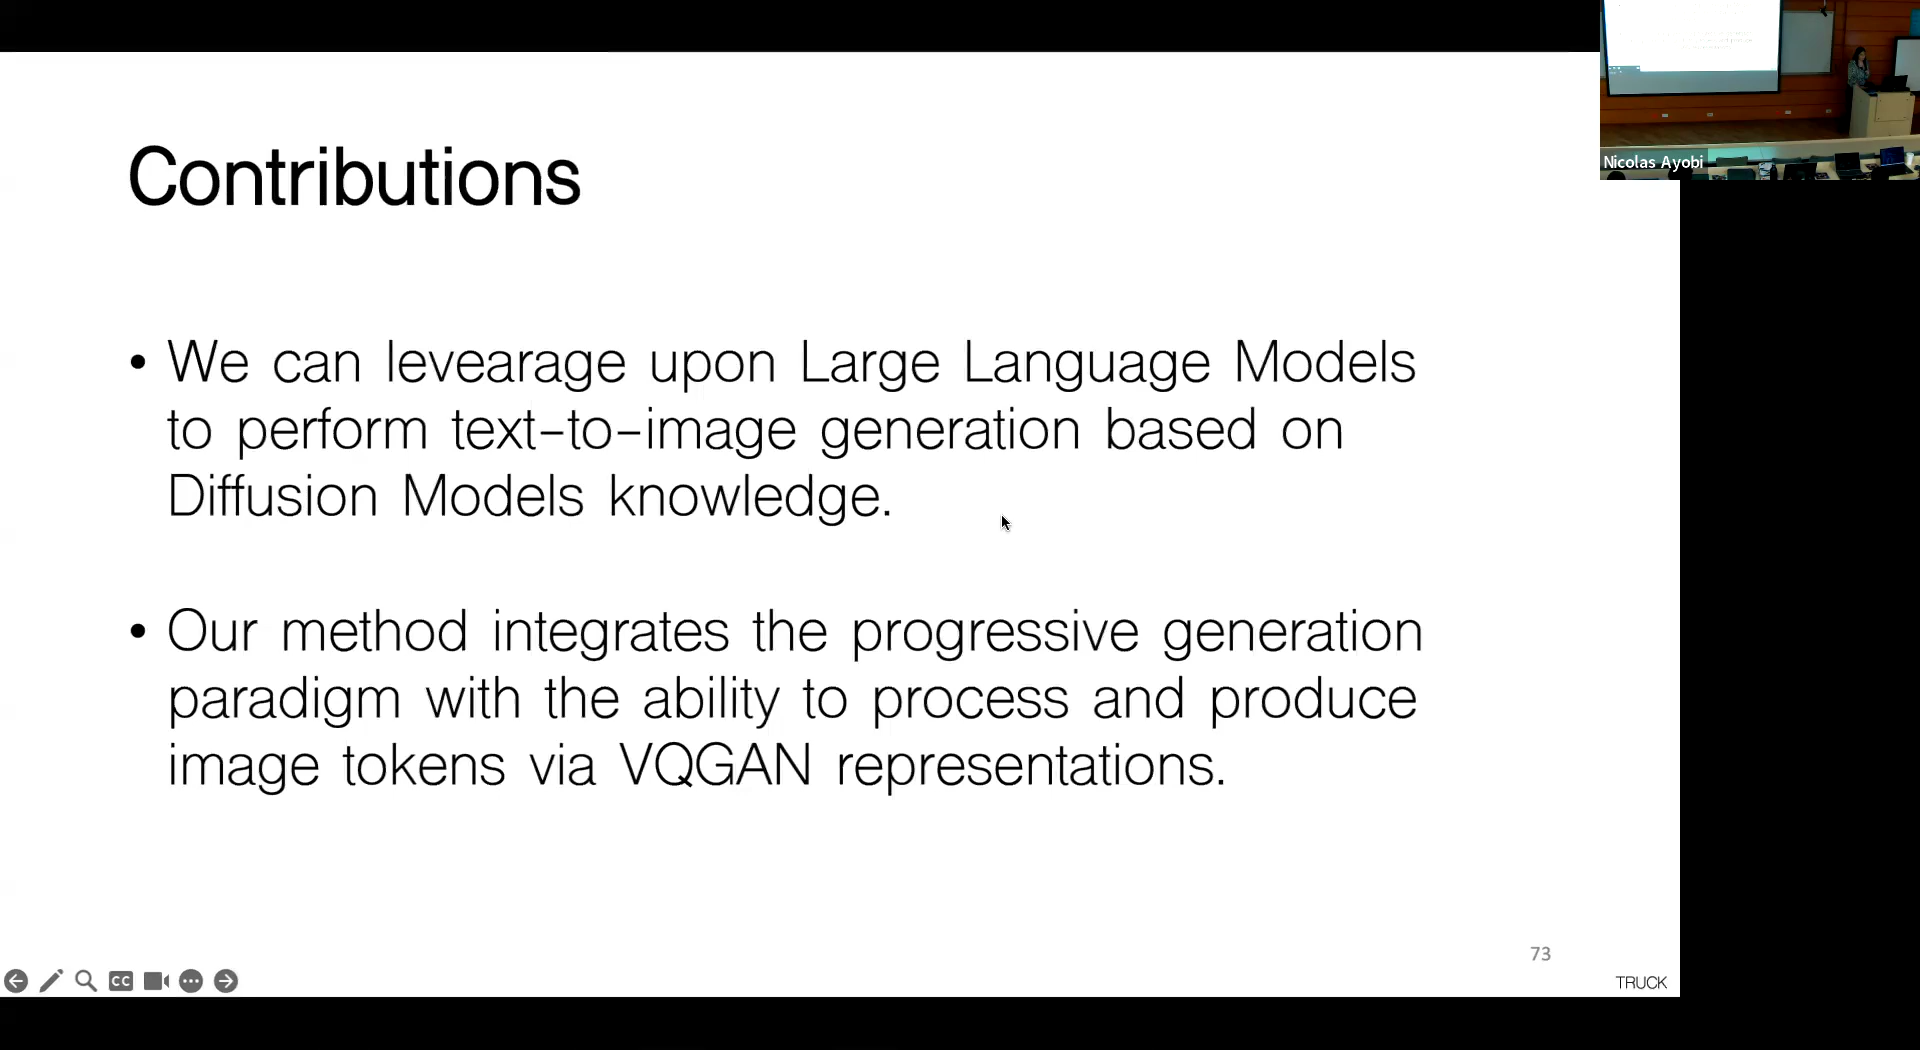 Contributions
• We can levearage upon Large Language Models
to perform text-to-image generation based on
Diffusion Models knowledge.
• Our method integrates the progressive generation
paradigm with the ability to process and produce
image tokens via VQGAN representations.
73
TRUCK
CC
Nicolas Ayobi